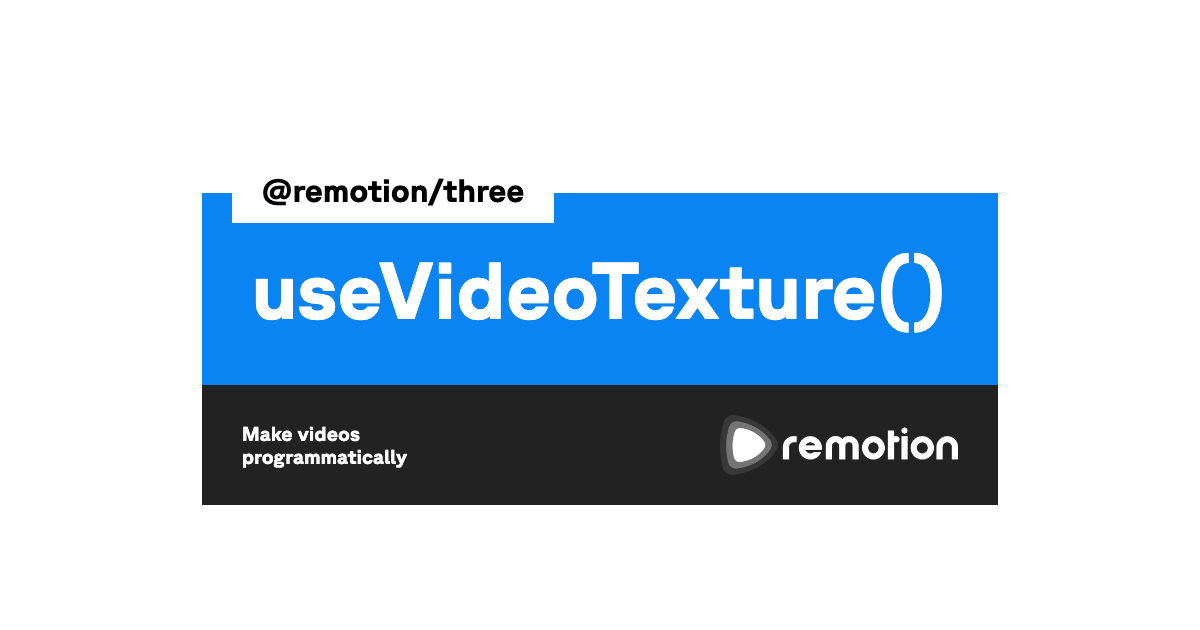 @remotion/three
useVideoTexture()
Make videos
programmatically
remotion